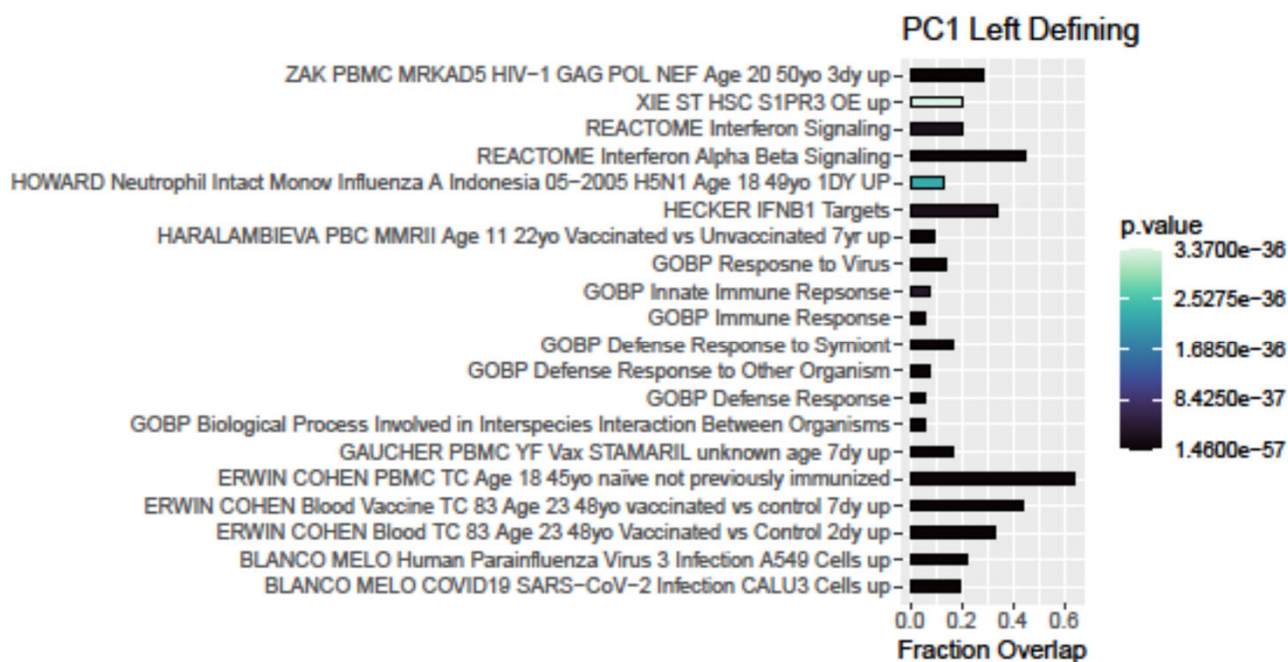 PC1 Left Defining
ZAK PBMC MRKAD5 HIV-1 GAG POL NEF Age 20 50yo 3dy up
XIE ST HSC S1PR3 OE up
REACTOME Interferon Signaling
REACTOME Interferon Alpha Beta Signaling
HOWARD Neutrophil Intact Monov Influenza A Indonesia 05-2005 H5N1 Age 18 49yo 1DY UP
HECKER IFNB1 Targets
HARALAMBIEVA PBC MMRII Age 11 22yo Vaccinated vs Unvaccinated 7yr up
GOBP Resposne to Virus
GOBP Innate Immune Repsonse
GOBP Immune Response
GOBP Defense Response to Symiont
GOBP Defense Response to Other Organism
GOBP Defense Response
GOBP Biological Process Involved in Interspecies Interaction Between Organisms
GAUCHER PBMC YF Vax STAMARIL unknown age 7dy up
ERWIN COHEN PBMC TC Age 18 45yo naïve not previously immunized
ERWIN COHEN Blood Vaccine TC 83 Age 23 48yo vaccinated vs control 7dy up
ERWIN COHEN Blood TC 83 Age 23 48yo Vaccinated vs Control 2dy up
BLANCO MELO Human Parainfluenza Virus 3 Infection A549 Cells up
BLANCO MELO COVID19 SARS-CoV-2 Infection CALU3 Cells up
0.0 0.2 0.4 0.6
Fraction Overlap
p.value
3.3700e-36
2.5275e-36
1.6850e-36
8.4250e-37
1.4600e-57